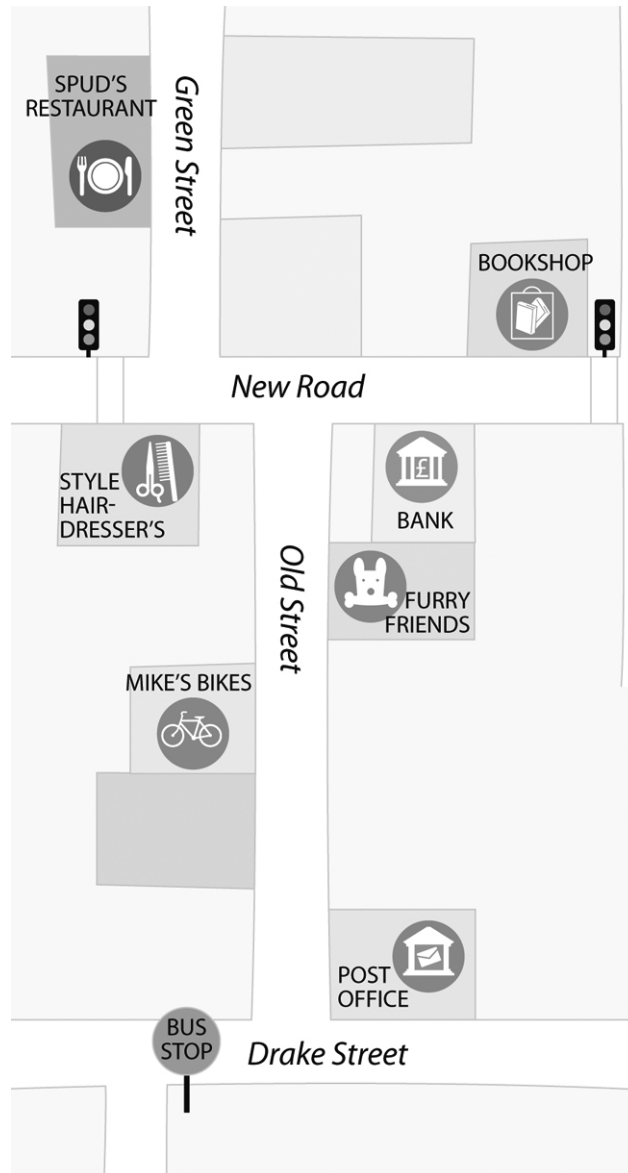 SPUD'S
RESTAURANT
Green Street
BOOKSHOP
New Road
STYLE
HAIR-
DRESSER'S
£
BANK
Old Street
FURRY
FRIENDS
MIKE'S BIKES
POST
OFFICE
BUS
STOP
Drake Street